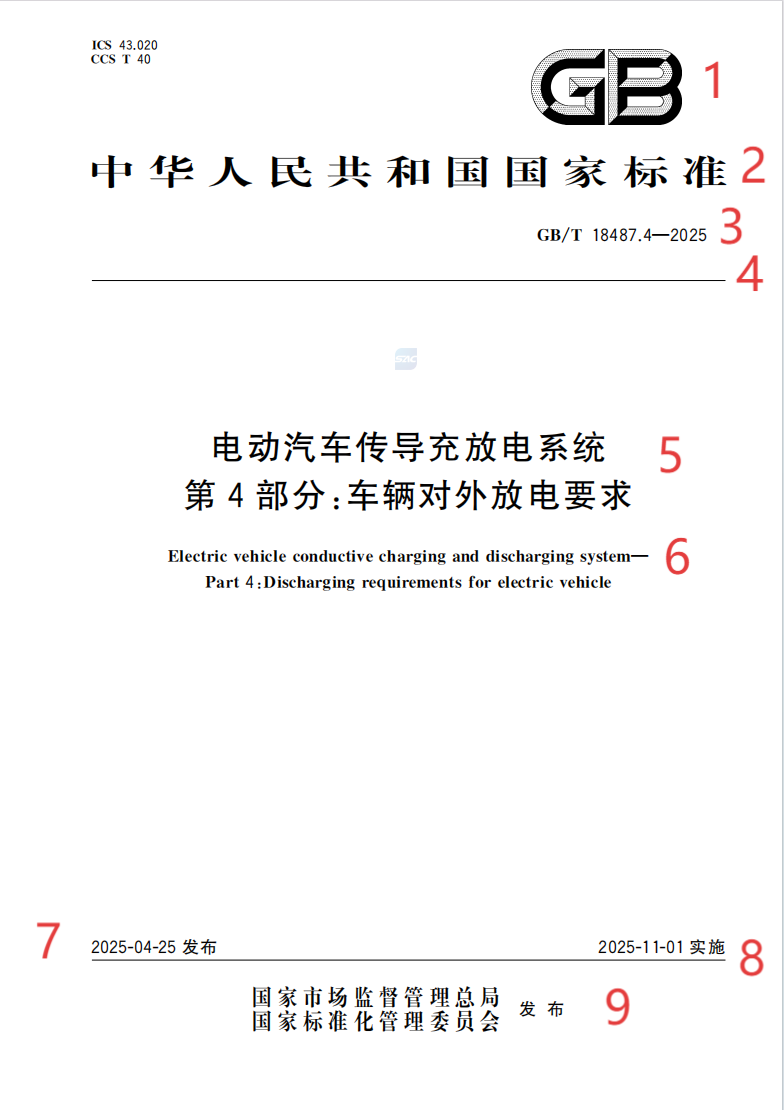 ICS 43.020
CCS T 40
GB
1
中华人民共和国国家标准
2
GB/T 18487.4—2025
3
4
SAC
电动汽车传导充放电系统
5
第 4 部分:车辆对外放电要求
Electric vehicle conductive charging and discharging system—
6
Part 4:Discharging requirements for electric vehicle
7
2025-04-25 发布
2025-11-01 实施
8
国家市场监督管理总局
国家标准化管理委员会
发布
9